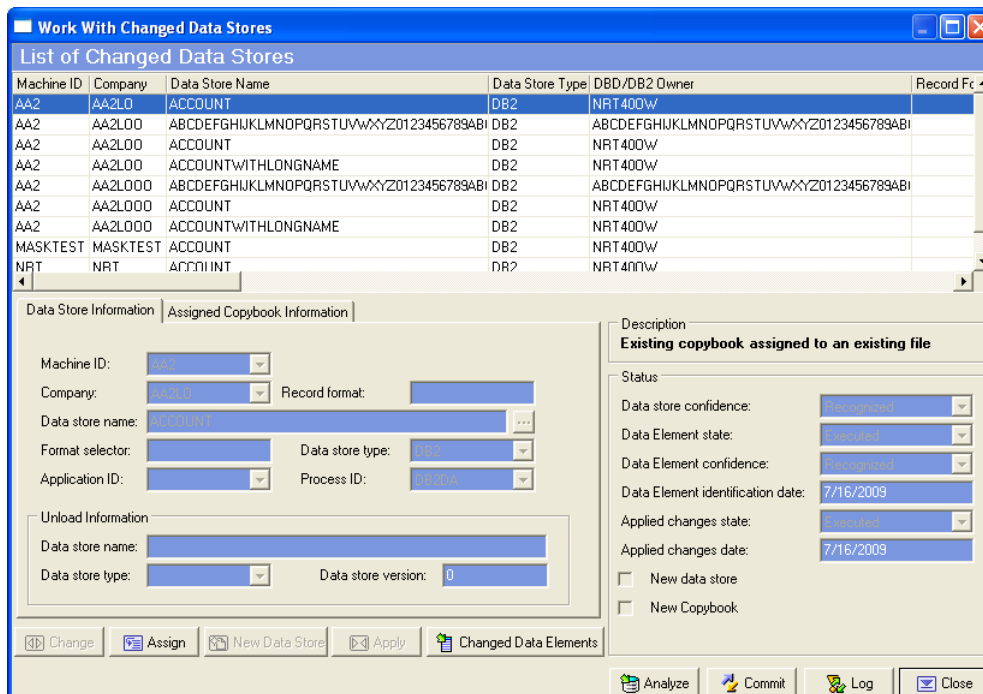 Work With Changed Data Stores
List of Changed Data Stores
Machine ID Company Data Store Name Data Store Type DBD/DB2 Owner Record Fo
AA2 AA2LO ACCOUNT DB2 NRT400W
AA2 AA2LOO ABCDEFGHIJKLMNOPQRSTUVWXYZ0123456789AB DB2 ABCDEFGHIJKLMNOPQRSTUVWXYZ0123456789AB
AA2 AA2LOO ACCOUNT DB2 NRT400W
AA2 AA2LOO ACCOUNTWITHLONGNAME DB2 NRT400W
AA2 AA2LOOO ABCDEFGHIJKLMNOPQRSTUVWXYZ0123456789AB DB2 ABCDEFGHIJKLMNOPQRSTUVWXYZ0123456789AB
AA2 AA2LOOO ACCOUNT DB2 NRT400W
AA2 AA2LOOO ACCOUNTWITHLONGNAME DB2 NRT400W
MASKTEST MASKTEST ACCOUNT DB2 NRT400W
NRT NRT ACCOUNT DB2 NRT400W
Data Store Information Assigned Copybook Information
Machine ID: AA2
Company: AA2LO Record format:
Data store name: ACCOUNT ...
Format selector: Data store type: DB2
Application ID: Process ID: DB2DA
Unload Information
Data store name:
Data store type: Data store version: 0
Description
Existing copybook assigned to an existing file
Status
Data store confidence: Recognized
Data Element state: Executed
Data Element confidence: Recognized
Data Element identification date: 7/16/2009
Applied changes state: Executed
Applied changes date: 7/16/2009
New data store
New Copybook
Change Assign New Data Store Apply Changed Data Elements
Analyze Commit Log Close